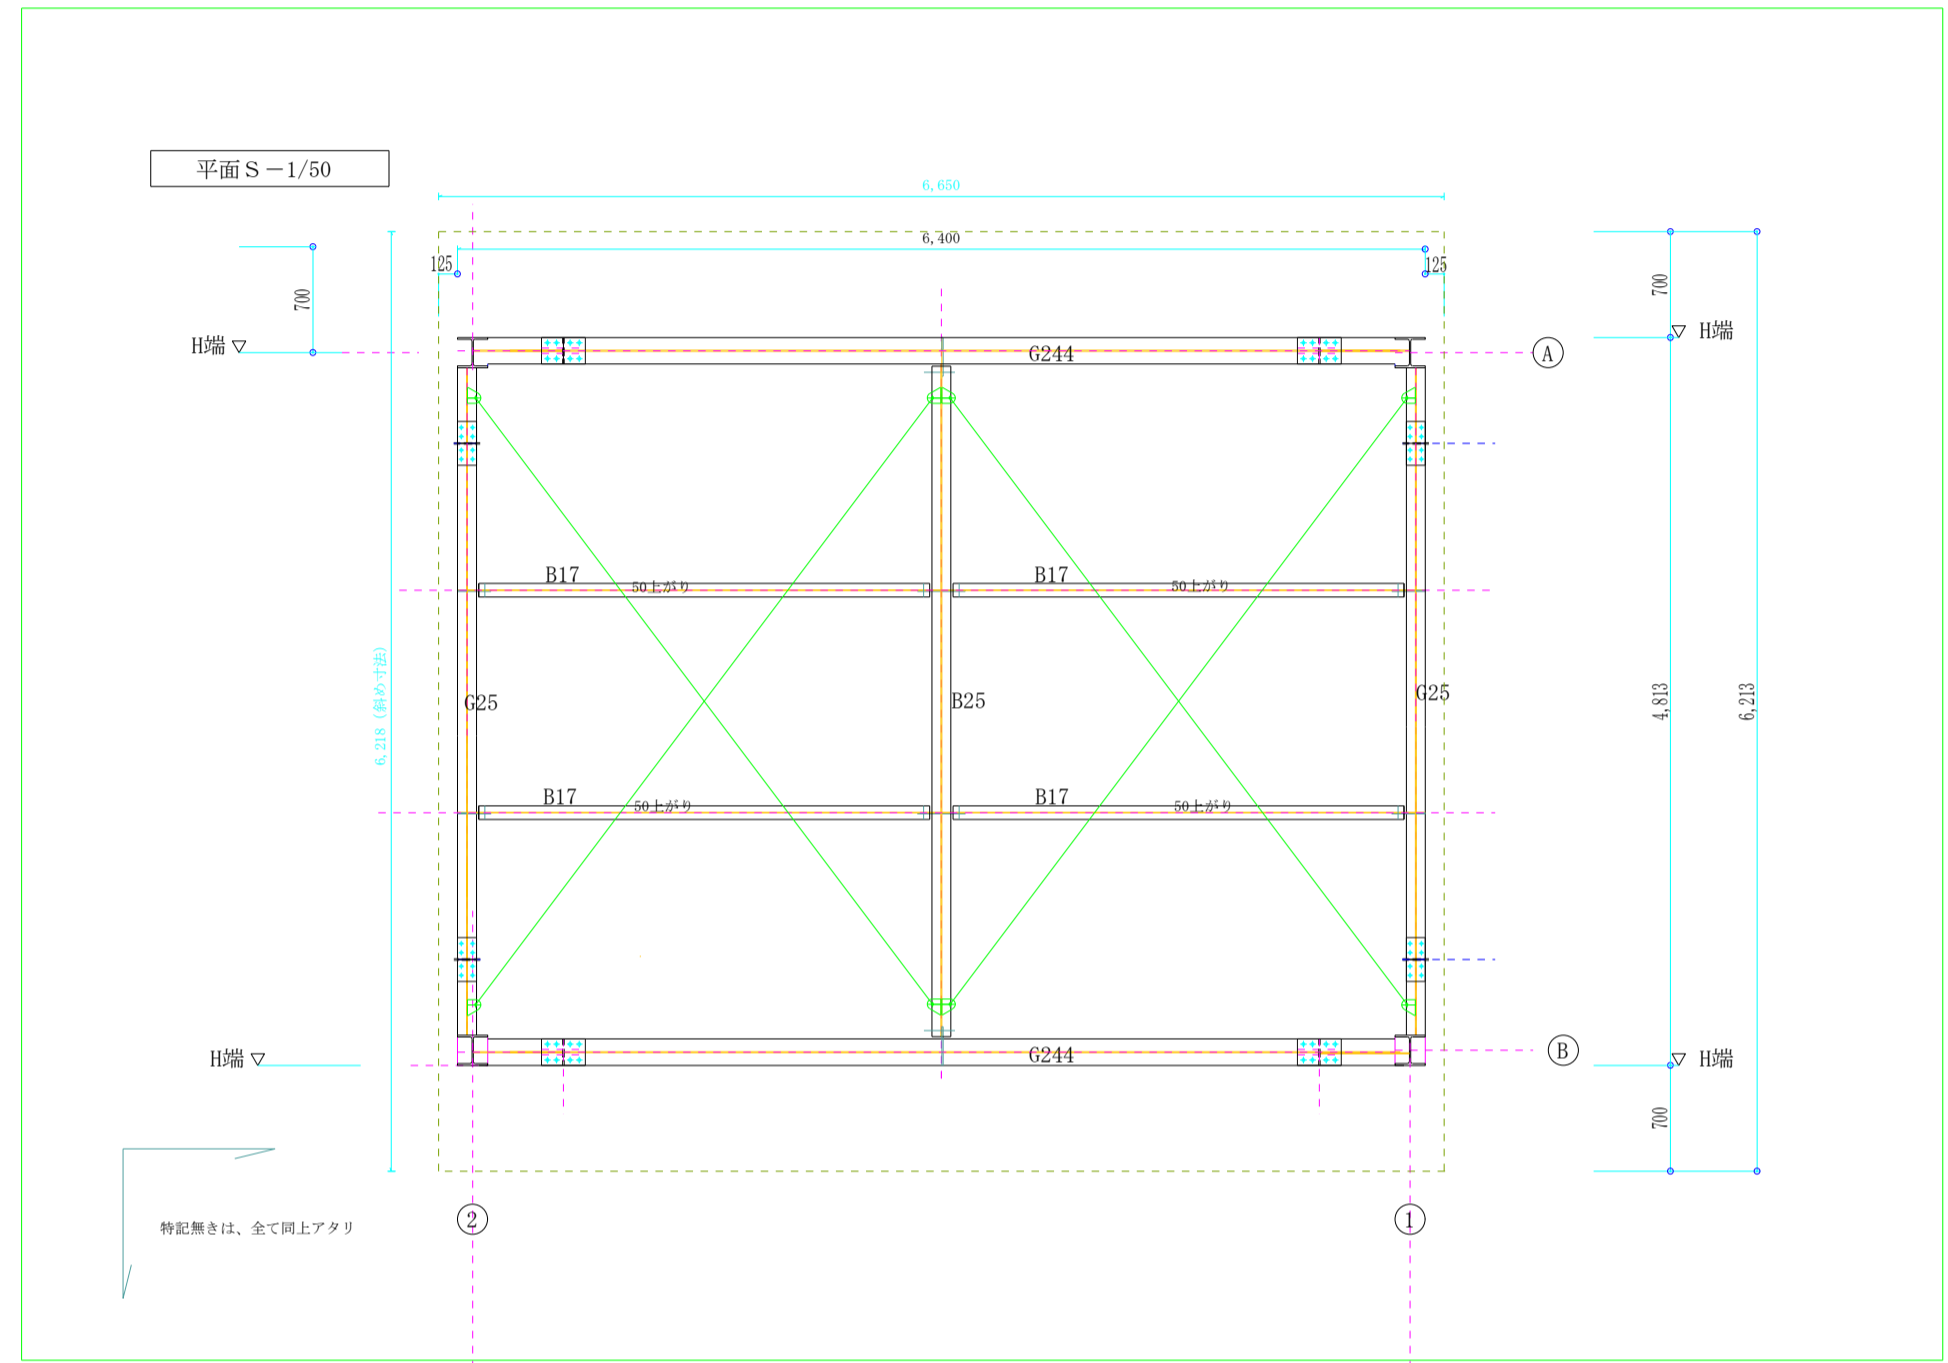 平面Ｓ－1/50
6,650
6,400
125
125
700
700
H端
H端
G244
A
B17
50上がり
B17
50上がり
6,218 (斜め寸法)
G25
B25
G25
4,813
6,213
B17
50上がり
B17
50上がり
H端
G244
B
H端
700
2
1
特記無きは、全て同上アタリ